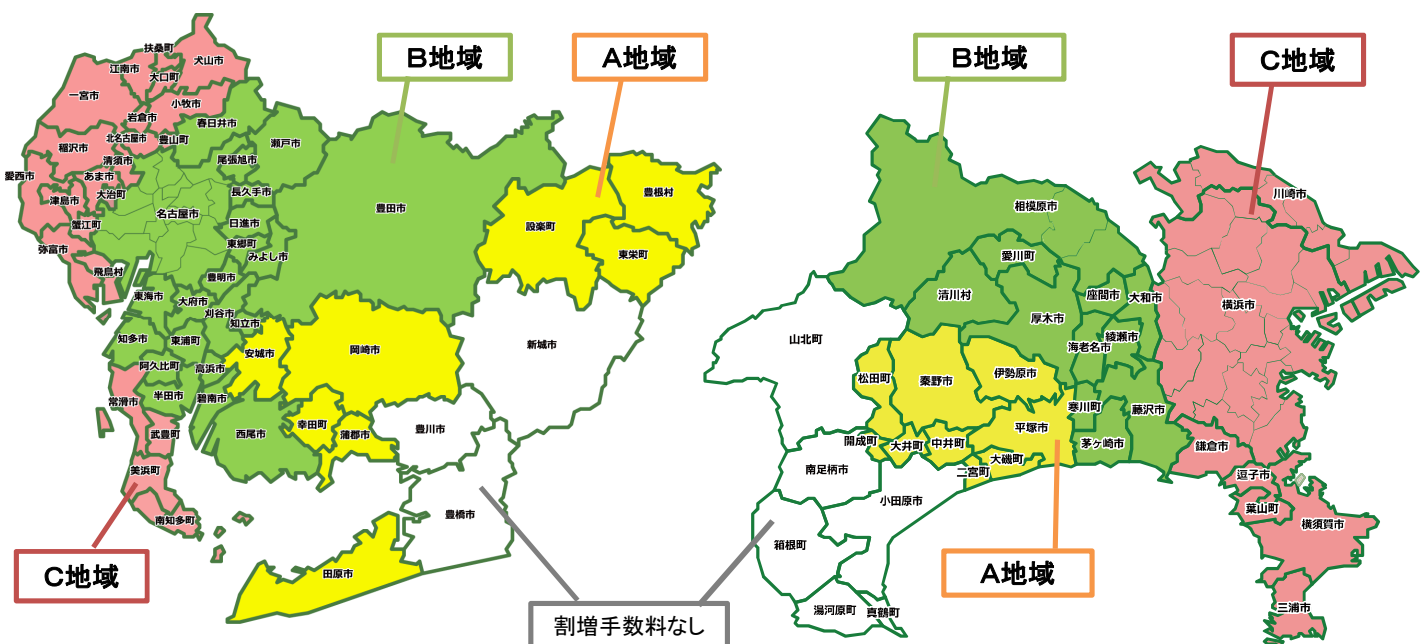 B地域
A地域
B地域
C地域
扶桑町
犬山市
江南市
大口町
一宮市
小牧市
岩倉市
春日井市
北名古屋市
豊山町
瀬戸市
稲沢市
清須市
尾張旭市
愛西市
あま市
津島市
大治町
長久手市
名古屋市
豊田市
蟹江町
日進市
東郷町
弥富市
みよし市
飛島村
豊明市
東海市
大府市
刈谷市
知立市
知多市
東浦町
安城市
岡崎市
阿久比町
高浜市
半田市
碧南市
常滑市
武豊町
西尾市
幸田町
蒲郡市
豊川市
美浜町
南知多町
豊橋市
田原市
新城市
設楽町
豊根村
東栄町
C地域
割増手数料なし
相模原市
川崎市
愛川町
清川村
座間市
大和市
厚木市
横浜市
綾瀬市
海老名市
山北町
松田町
秦野市
伊勢原市
寒川町
藤沢市
平塚市
開成町
大井町
中井町
茅ヶ崎市
鎌倉市
大磯町
二宮町
南足柄市
逗子市
小田原市
葉山町
横須賀市
箱根町
A地域
湯河原町
真鶴町
三浦市